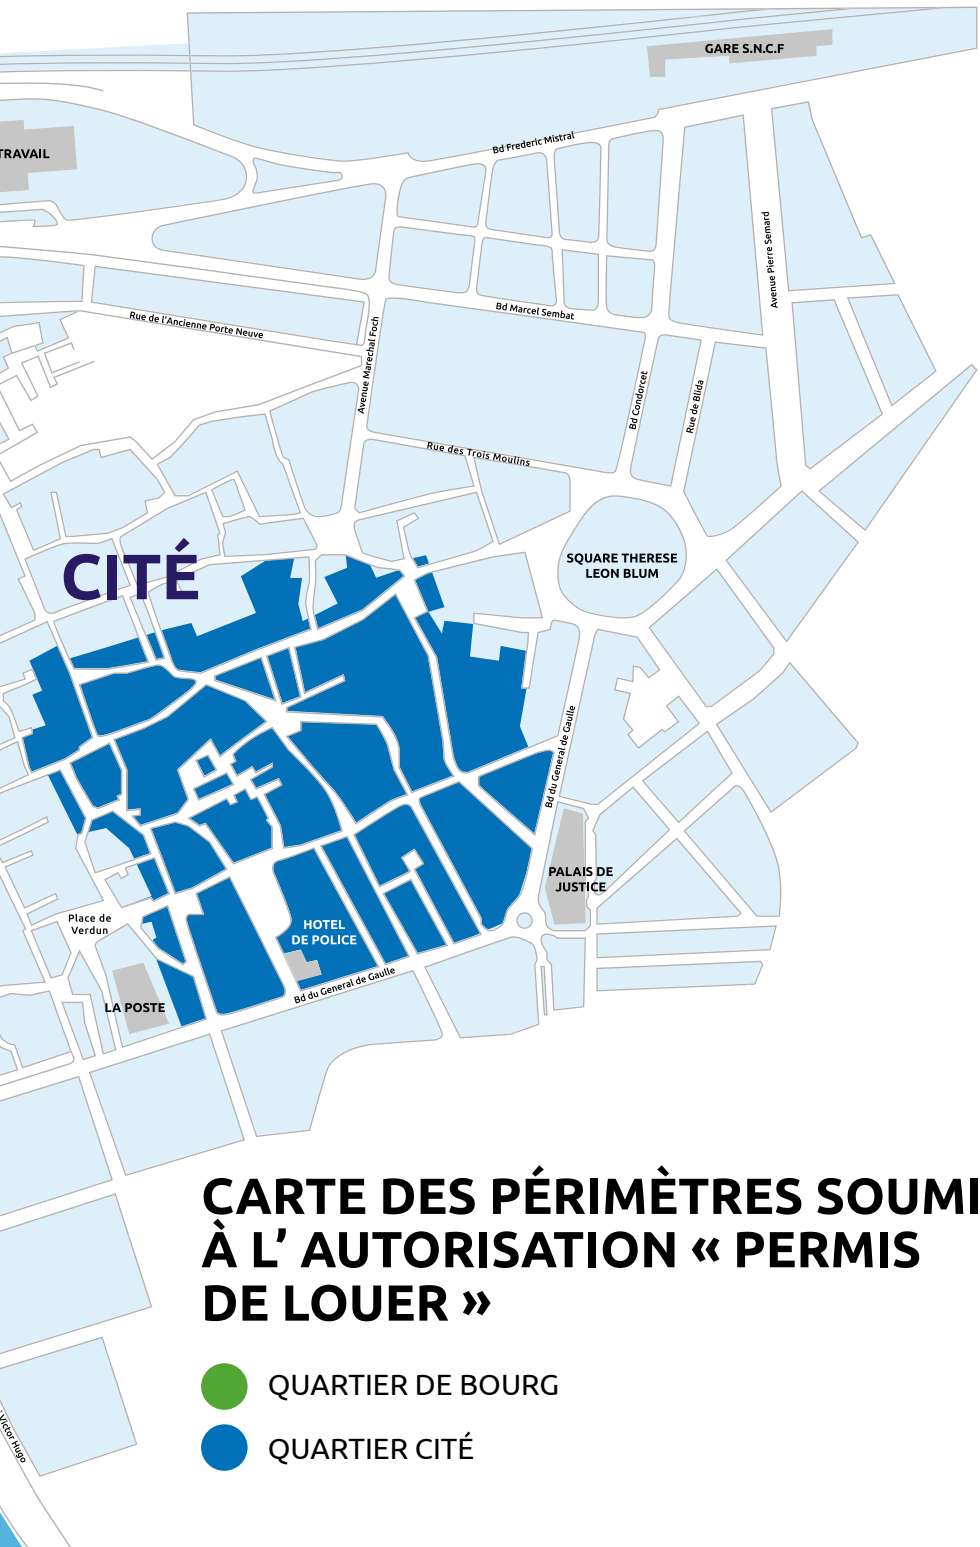 GARE S.N.C.F
TRAVAIL
Bd Frederic Mistral
Avenue Pierre Semard
Bd Marcel Sembat
Rue de l'Ancienne Porte Neuve
Avenue Marechal Foch
Bd Condorcet
Rue de Blida
Rue des Trois Moulins
CITÉ
SQUARE THERESE
LEON BLUM
Bd du General de Gaulle
PALAIS DE
JUSTICE
Place de
Verdun
HOTEL
DE POLICE
Bd du General de Gaulle
LA POSTE
CARTE DES PÉRIMÈTRES SOUMI
À L' AUTORISATION « PERMIS
DE LOUER »
QUARTIER DE BOURG
QUARTIER CITÉ
Victor Hugo